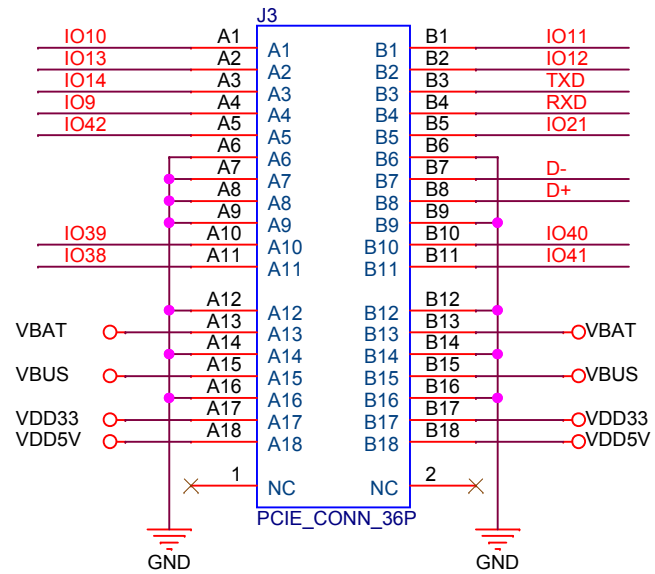 J3
IO10 A1 A1 B1 B1 IO11
IO13 A2 A2 B2 B2 IO12
IO14 A3 A3 B3 B3 TXD
IO9 A4 A4 B4 B4 RXD
IO42 A5 A5 B5 B5 IO21
A6 A6 B6 B6
A7 A7 B7 B7 D-
A8 A8 B8 B8 D+
A9 A9 B9 B9
IO39 A10 A10 B10 B10 IO40
IO38 A11 A11 B11 B11 IO41
A12 A12 B12 B12
VBAT A13 A13 B13 B13 VBAT
A14 A14 B14 B14
VBUS A15 A15 B15 B15 VBUS
A16 A16 B16 B16
VDD33 A17 A17 B17 B17 VDD33
VDD5V A18 A18 B18 B18 VDD5V
1 NC NC 2
PCIE_CONN_36P
GND GND